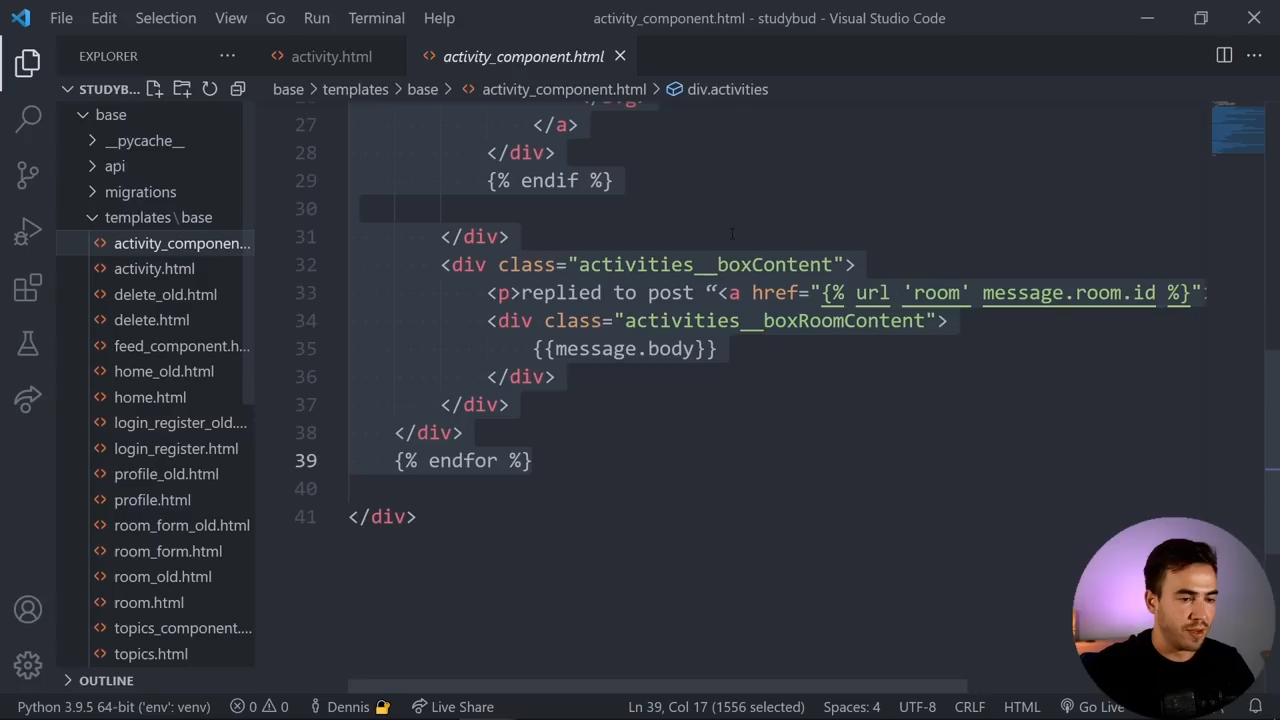 File Edit Selection View Go Run Terminal Help
activity_component.html - studybud - Visual Studio Code
EXPLORER
activity.html
activity_component.html
STUDYB...
base > templates > base > activity_component.html > div.activities
base
__pycache__
api
migrations
templates\base
activity_componen...
activity.html
delete_old.html
delete.html
feed_component.h...
home_old.html
home.html
login_register_old....
login_register.html
profile_old.html
profile.html
room_form_old.html
room_form.html
room_old.html
room.html
topics_component....
topics.html
OUTLINE
27 </a>
28 </div>
29 {% endif %}
30
31 </div>
32 <div class="activities__boxContent">
33 <p>replied to post “<a href="{% url 'room' message.room.id %}"
34 <div class="activities__boxRoomContent">
35 {{message.body}}
36 </div>
37 </div>
38 </div>
39 {% endfor %}
40
41 </div>
Python 3.9.5 64-bit ('env': venv) 0 0 Dennis Live Share Ln 39, Col 17 (1556 selected) Spaces: 4 UTF-8 CRLF HTML Go Live